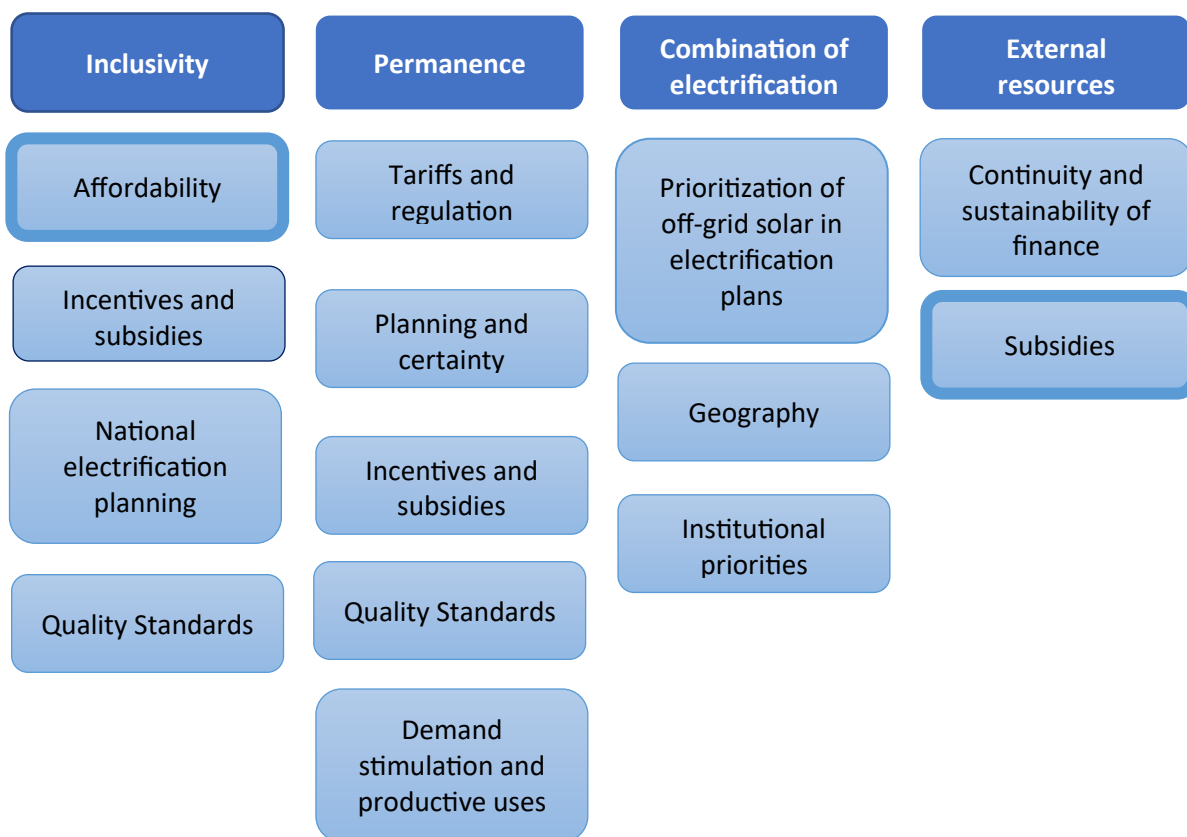 Inclusivity
Affordability
Incentives and
subsidies
National
electrification
planning
Quality Standards
Permanence
Tariffs and
regulation
Planning and
certainty
Incentives and
subsidies
Quality Standards
Demand
stimulation and
productive uses
Combination of
electrification
Prioritization of
off-grid solar in
electrification
plans
Geography
Institutional
priorities
External
resources
Continuity and
sustainability of
finance
Subsidies